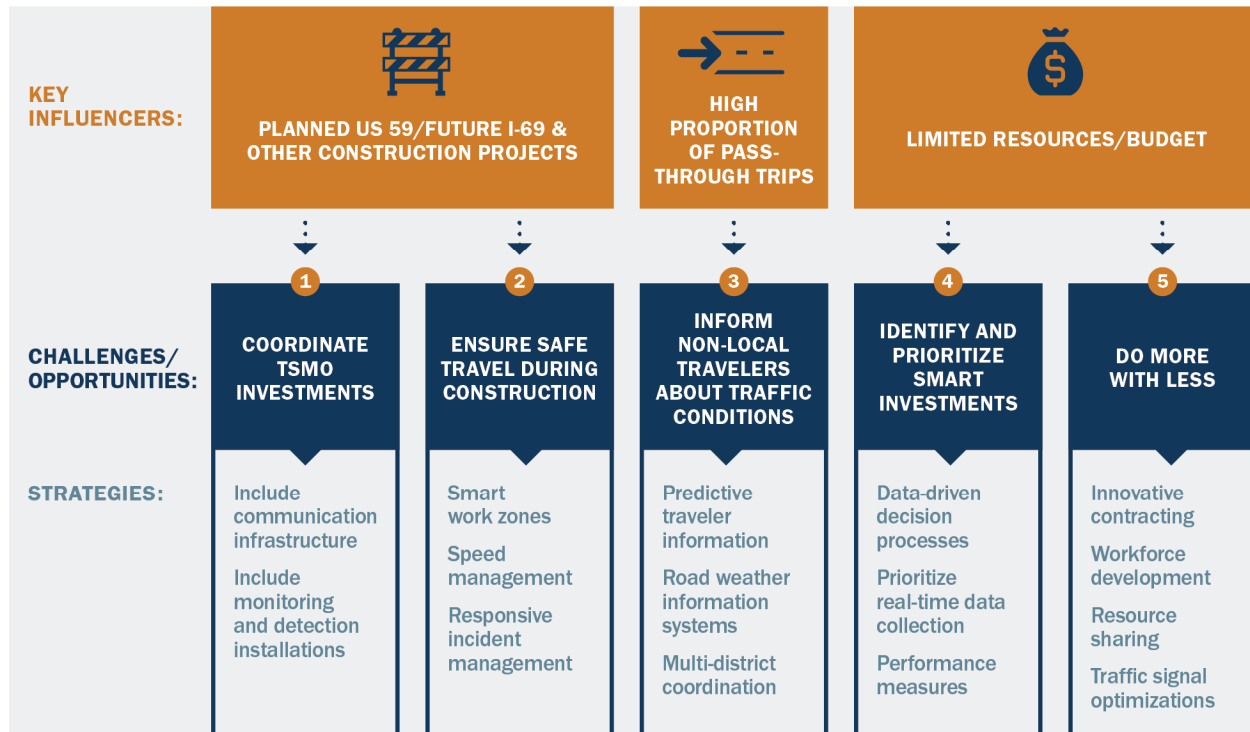 KEY
INFLUENCERS:
PLANNED US 59/FUTURE I-69 &
OTHER CONSTRUCTION PROJECTS
HIGH
PROPORTION
OF PASS-
THROUGH TRIPS
$
LIMITED RESOURCES/BUDGET
CHALLENGES/
OPPORTUNITIES:
1
COORDINATE
TSMO
INVESTMENTS
2
ENSURE SAFE
TRAVEL DURING
CONSTRUCTION
3
INFORM
NON-LOCAL
TRAVELERS
ABOUT TRAFFIC
CONDITIONS
4
IDENTIFY AND
PRIORITIZE
SMART
INVESTMENTS
5
DO MORE
WITH LESS
STRATEGIES:
Include
communication
infrastructure
Include
monitoring
and detection
installations
Smart
work zones
Speed
management
Responsive
incident
management
Predictive
traveler
information
Road weather
information
systems
Multi-district
coordination
Data-driven
decision
processes
Prioritize
real-time data
collection
Performance
measures
Innovative
contracting
Workforce
development
Resource
sharing
Traffic signal
optimizations